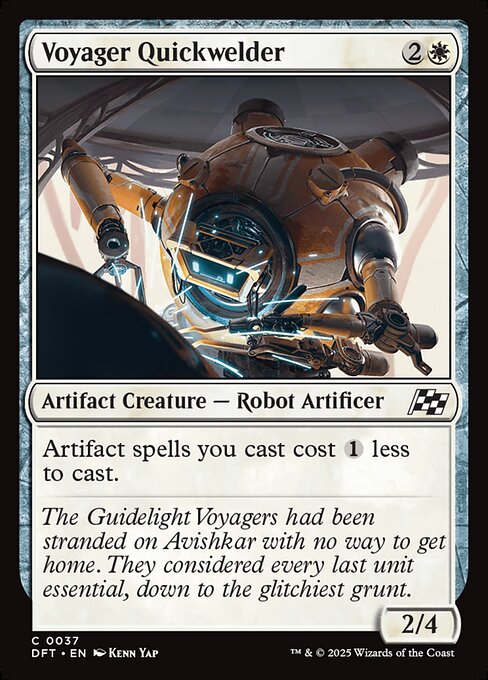 Voyager Quickwelder 2
Artifact Creature — Robot Artificer
Artifact spells you cast cost 1 less
to cast.
The Guidelight Voyagers had been
stranded on Avishkar with no way to get
home. They considered every last unit
essential, down to the glitchiest grunt.
2/4
C 0037
DFT • EN Kenn Yap
™ & © 2025 Wizards of the Coast